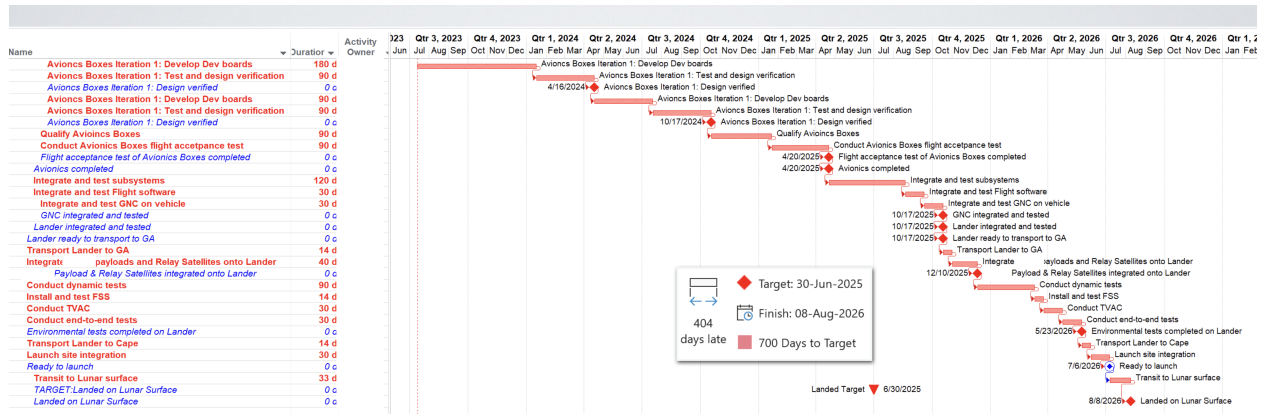 Name Duration Activity Owner
023 Qtr 3, 2023 Qtr 4, 2023 Qtr 1, 2024 Qtr 2, 2024 Qtr 3, 2024 Qtr 4, 2024 Qtr 1, 2025 Qtr 2, 2025 Qtr 3, 2025 Qtr 4, 2025 Qtr 1, 2026 Qtr 2, 2026 Qtr 3, 2026 Qtr 4, 2026 Qtr 1, 2
Jun Jul Aug Sep Oct Nov Dec Jan Feb Mar Apr May Jun Jul Aug Sep Oct Nov Dec Jan Feb Mar Apr May Jun Jul Aug Sep Oct Nov Dec Jan Feb Mar Apr May Jun Jul Aug Sep Oct Nov Dec Jan Feb
Avioncs Boxes Iteration 1: Develop Dev boards 180 d Avioncs Boxes Iteration 1: Develop Dev boards
Avioncs Boxes Iteration 1: Test and design verification 90 d Avioncs Boxes Iteration 1: Test and design verification
Avioncs Boxes Iteration 1: Design verified 0 d 4/16/2024 Avioncs Boxes Iteration 1: Design verified
Avioncs Boxes Iteration 1: Develop Dev boards 90 d Avioncs Boxes Iteration 1: Develop Dev boards
Avioncs Boxes Iteration 1: Test and design verification 90 d Avioncs Boxes Iteration 1: Test and design verification
Avioncs Boxes Iteration 1: Design verified 0 d 10/17/2024 Avioncs Boxes Iteration 1: Design verified
Qualify Avioincs Boxes 90 d Qualify Avioincs Boxes
Conduct Avionics Boxes flight accetpance test 90 d Conduct Avionics Boxes flight accetpance test
Flight acceptance test of Avionics Boxes completed 0 d 4/20/2025 Flight acceptance test of Avionics Boxes completed
Avionics completed 0 d 4/20/2025 Avionics completed
Integrate and test subsystems 120 d Integrate and test subsystems
Integrate and test Flight software 30 d Integrate and test Flight software
Integrate and test GNC on vehicle 30 d Integrate and test GNC on vehicle
GNC integrated and tested 0 d 10/17/2025 GNC integrated and tested
Lander integrated and tested 0 d 10/17/2025 Lander integrated and tested
Lander ready to transport to GA 0 d 10/17/2025 Lander ready to transport to GA
Transport Lander to GA 14 d Transport Lander to GA
Integrate payloads and Relay Satellites onto Lander 40 d Integrate ayloads and Relay Satellites onto Lander
Payload & Relay Satellites integrated onto Lander 0 d 12/10/2025 Payload & Relay Satellites integrated onto Lander
Conduct dynamic tests 90 d Conduct dynamic tests
Install and test FSS 14 d Install and test FSS
Conduct TVAC 30 d Conduct TVAC
Conduct end-to-end tests 30 d Conduct end-to-end tests
Environmental tests completed on Lander 0 d 5/23/2026 Environmental tests completed on Lander
Transport Lander to Cape 14 d Transport Lander to Cape
Launch site integration 30 d Launch site integration
Ready to launch 0 d 7/6/2026 Ready to launch
Transit to Lunar surface 33 d Transit to Lunar surface
TARGET:Landed on Lunar Surface 0 d Landed Target 6/30/2025
Landed on Lunar Surface 0 d 8/8/2026 Landed on Lunar Surface
404 days late
Target: 30-Jun-2025
Finish: 08-Aug-2026
700 Days to Target